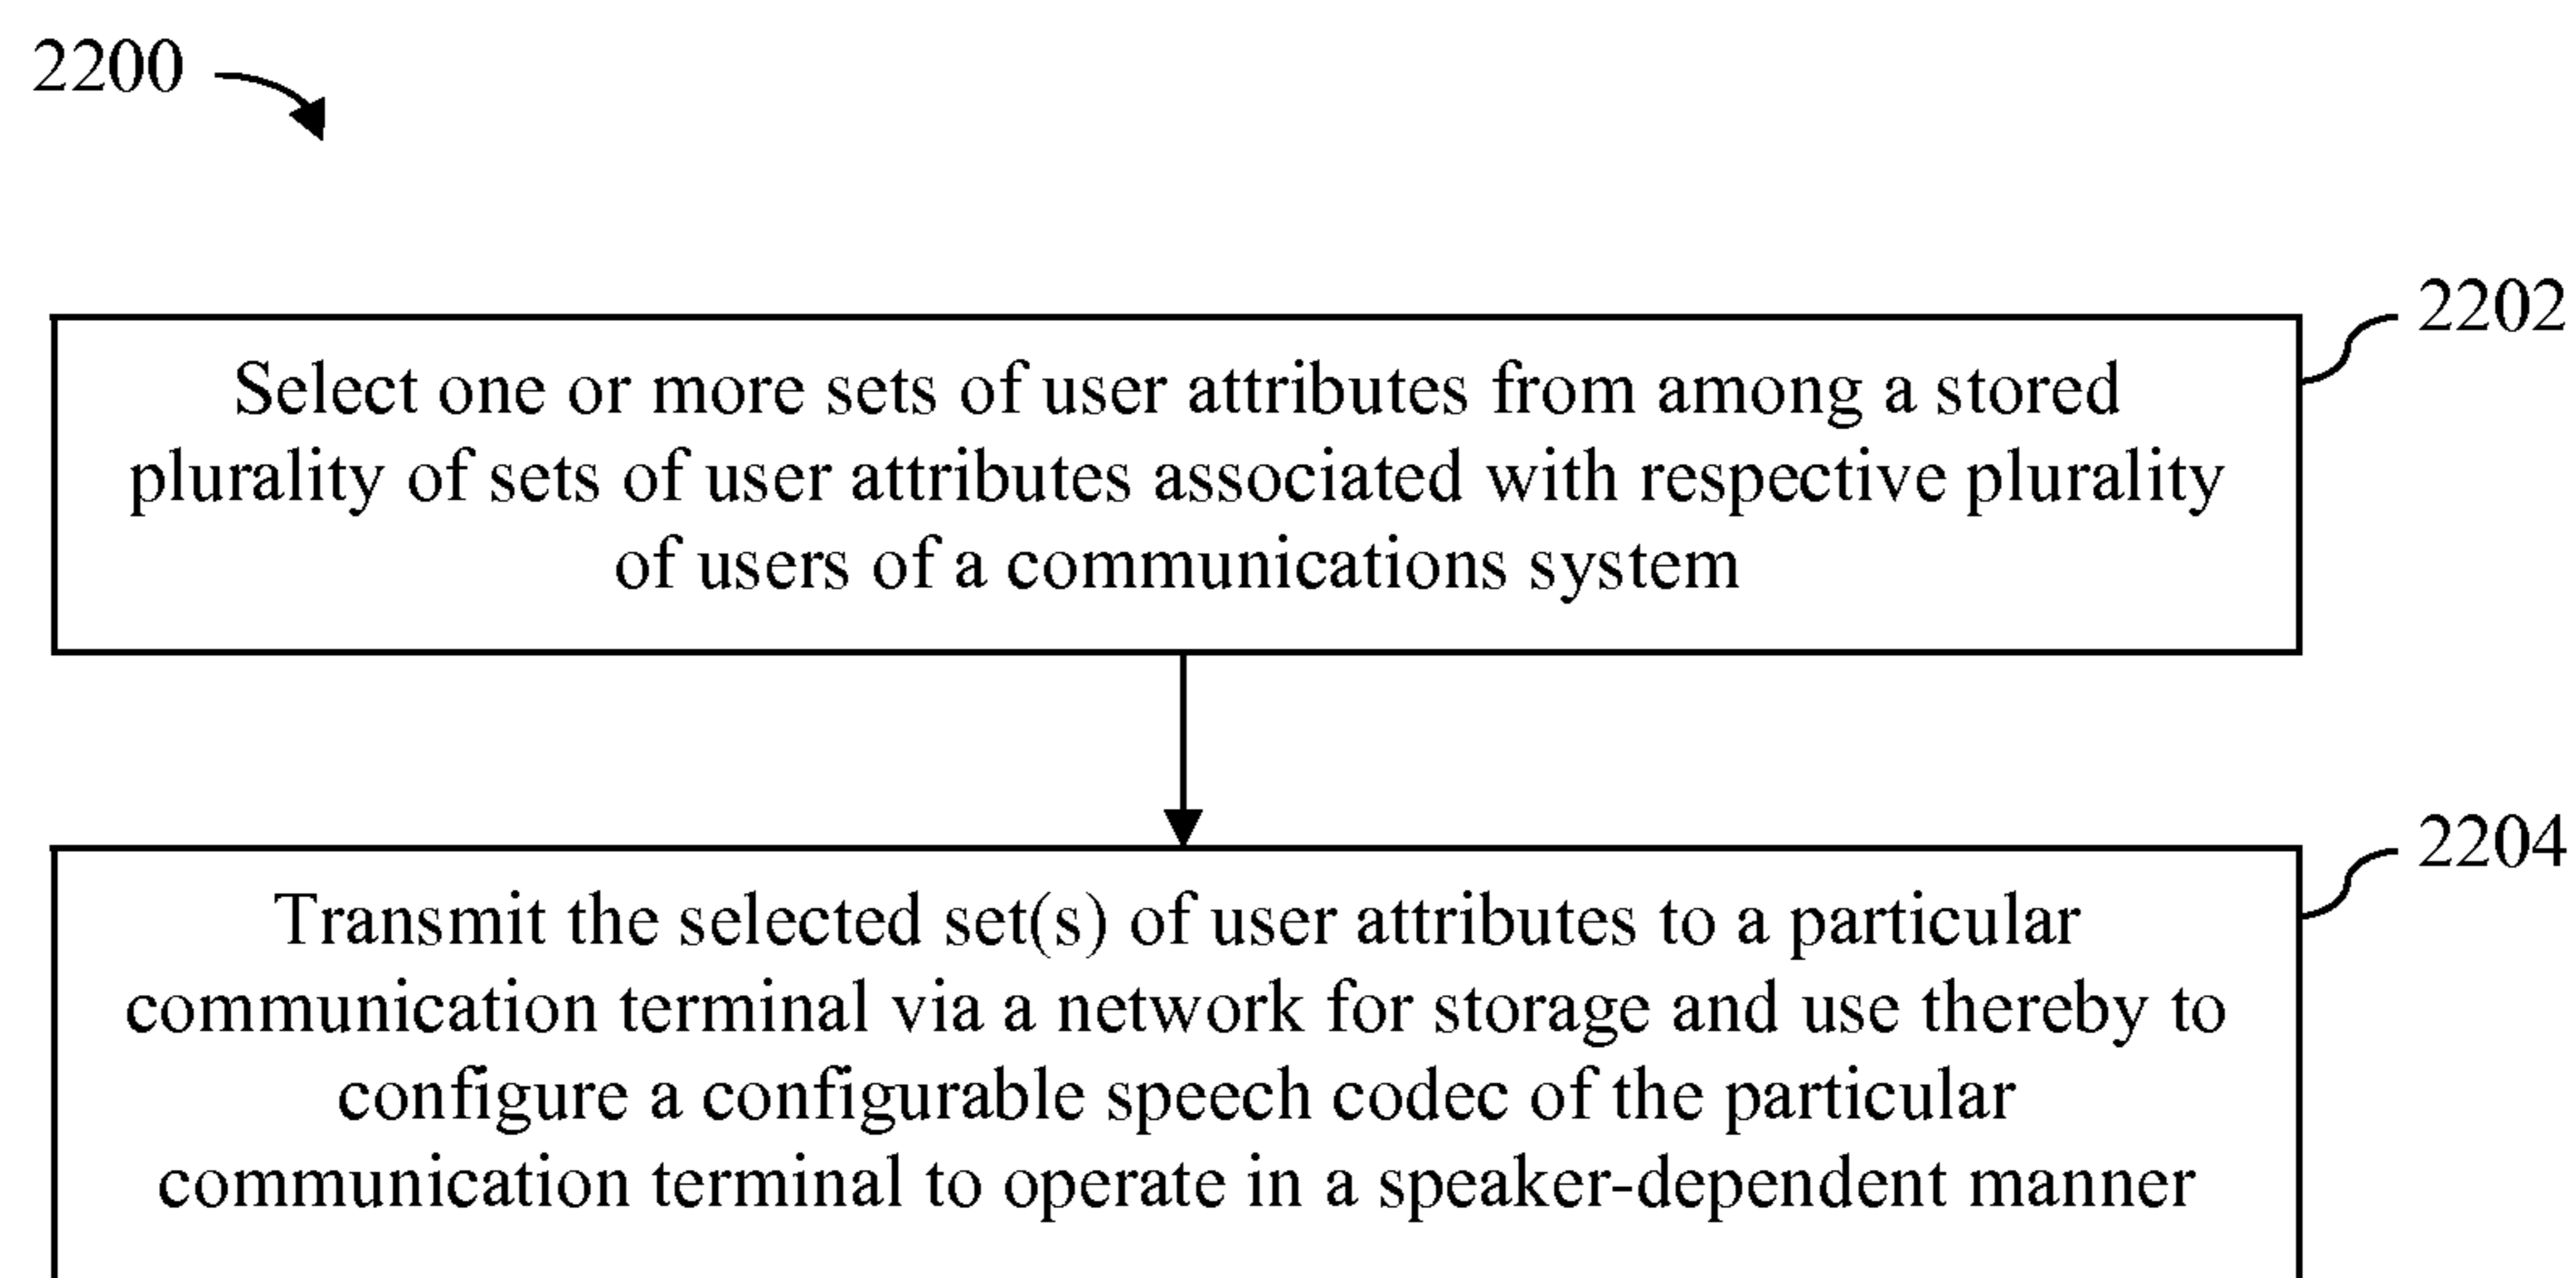 2200
2202
Select one or more sets of user attributes from among a stored
plurality of sets of user attributes associated with respective plurality
of users of a communications system
2204
Transmit the selected set(s) of user attributes to a particular
communication terminal via a network for storage and use thereby to
configure a configurable speech codec of the particular
communication terminal to operate in a speaker-dependent manner